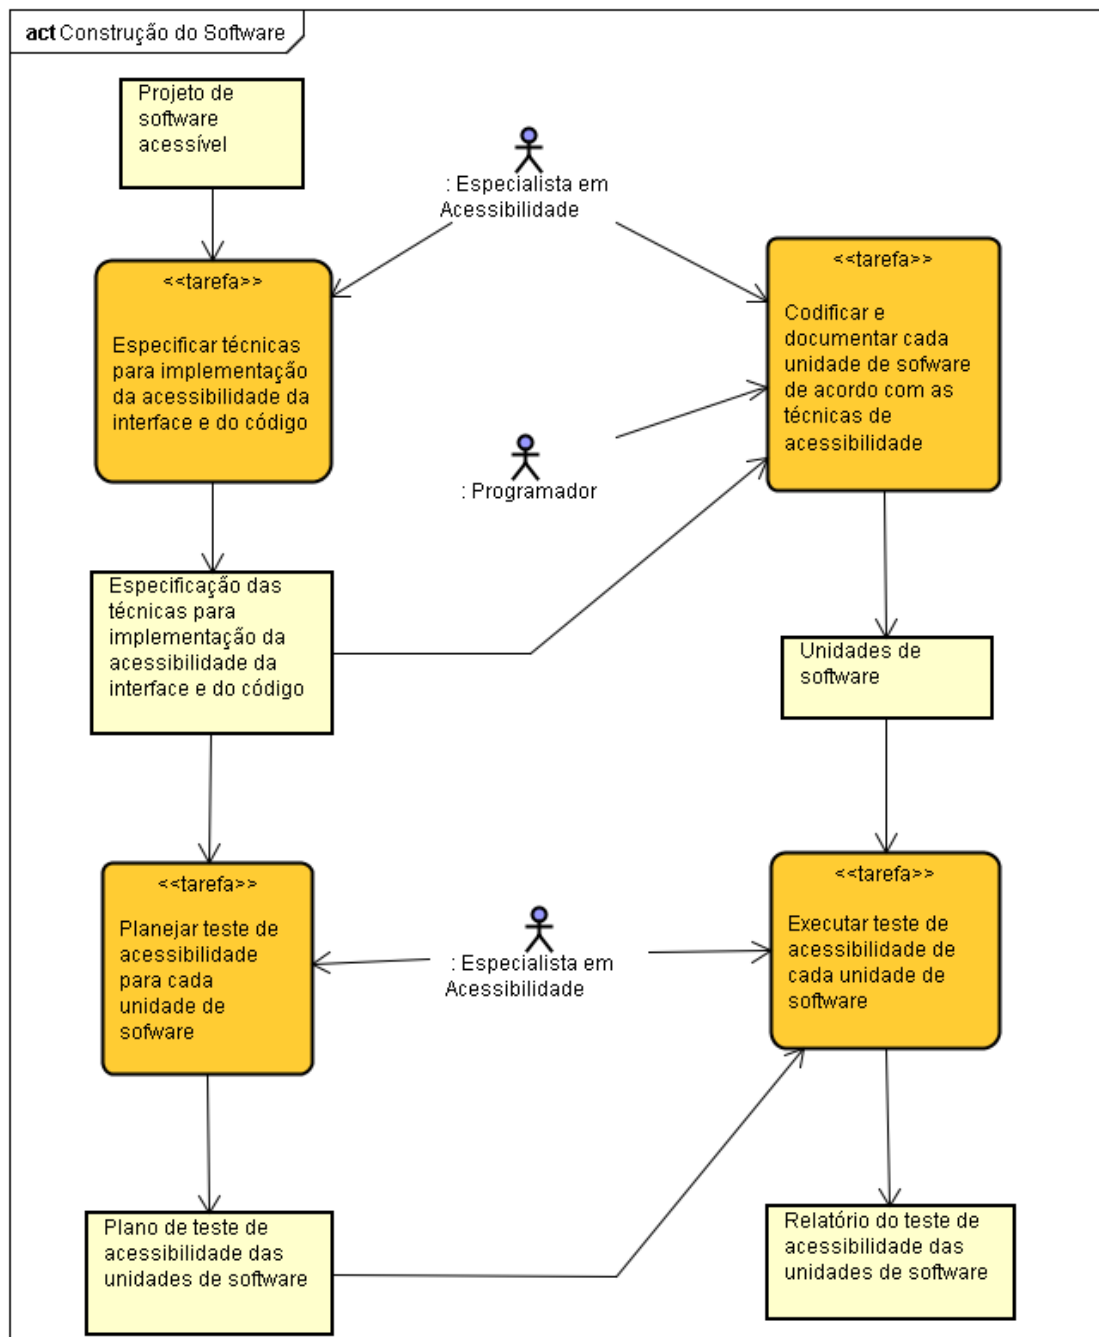 act Construção do Software
Projeto de
software
acessível
: Especialista em
Acessibilidade
<<tarefa>>
Especificar técnicas
para implementação
da acessibilidade da
interface e do código
<<tarefa>>
Codificar e
documentar cada
unidade de sofware
de acordo com as
técnicas de
acessibilidade
: Programador
Especificação das
técnicas para
implementação da
acessibilidade da
interface e do código
Unidades de
software
<<tarefa>>
Planejar teste de
acessibilidade
para cada
unidade de
sofware
: Especialista em
Acessibilidade
<<tarefa>>
Executar teste de
acessibilidade de
cada unidade de
software
Plano de teste de
acessibilidade das
unidades de software
Relatório do teste de
acessibilidade das
unidades de software